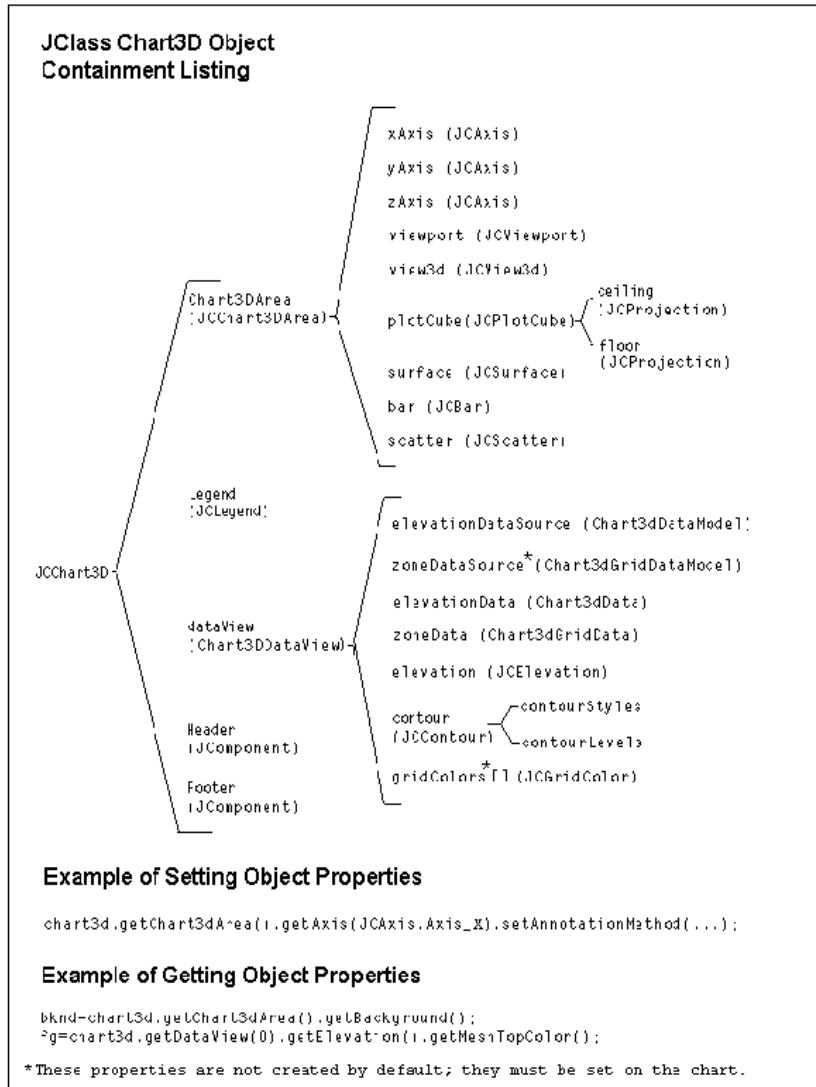 JClass Chart3D Object
Containment Listing
xAxis (JCAxis)
yAxis (JCAxis)
zAxis (JCAxis)
viewport (JCViewport)
view3d (JCView3d)
Chart3DArea
(JCChart3DArea)
plotCube(JCPlotCube)
ceiling
(JCProjection)
floor
(JCProjection)
surface (JCSurface)
bar (JCBar)
scatter (JCScatter)
Legend
(JCLegend)
JCChart3D
dataView
(Chart3DDataView)
elevationDataSource (Chart3dDataModel)
zoneDataSource*(Chart3dGridDataModel)
elevationData (Chart3dData)
zoneData (Chart3dGridData)
elevation (JCElevation)
contour
(JCContour)
contourStyles
contourLevels
gridColors*[] (JCGridColor)
Header
(JComponent)
Footer
(JComponent)
Example of Setting Object Properties
chart3d.getChart3dArea().getAxis(JCAxis.Axis_X).setAnnotationMethod(...);
Example of Getting Object Properties
bknd=chart3d.getChart3dArea().getBackground();
fg=chart3d.getDataView(0).getElevation().getMeshTopColor();
*These properties are not created by default; they must be set on the chart.